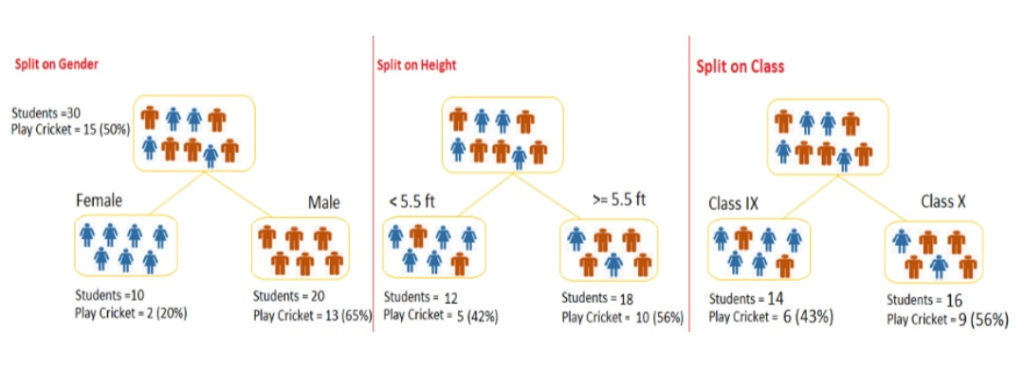 Split on Gender
Students =30
Play Cricket = 15 (50%)
Female
Male
Students =10
Play Cricket = 2 (20%)
Students = 20
Play Cricket = 13 (65%)
Split on Height
< 5.5 ft
>= 5.5 ft
Students = 12
Play Cricket = 5 (42%)
Students = 18
Play Cricket = 10 (56%)
Split on Class
Class IX
Class X
Students = 14
Play Cricket = 6 (43%)
Students = 16
Play Cricket = 9 (56%)